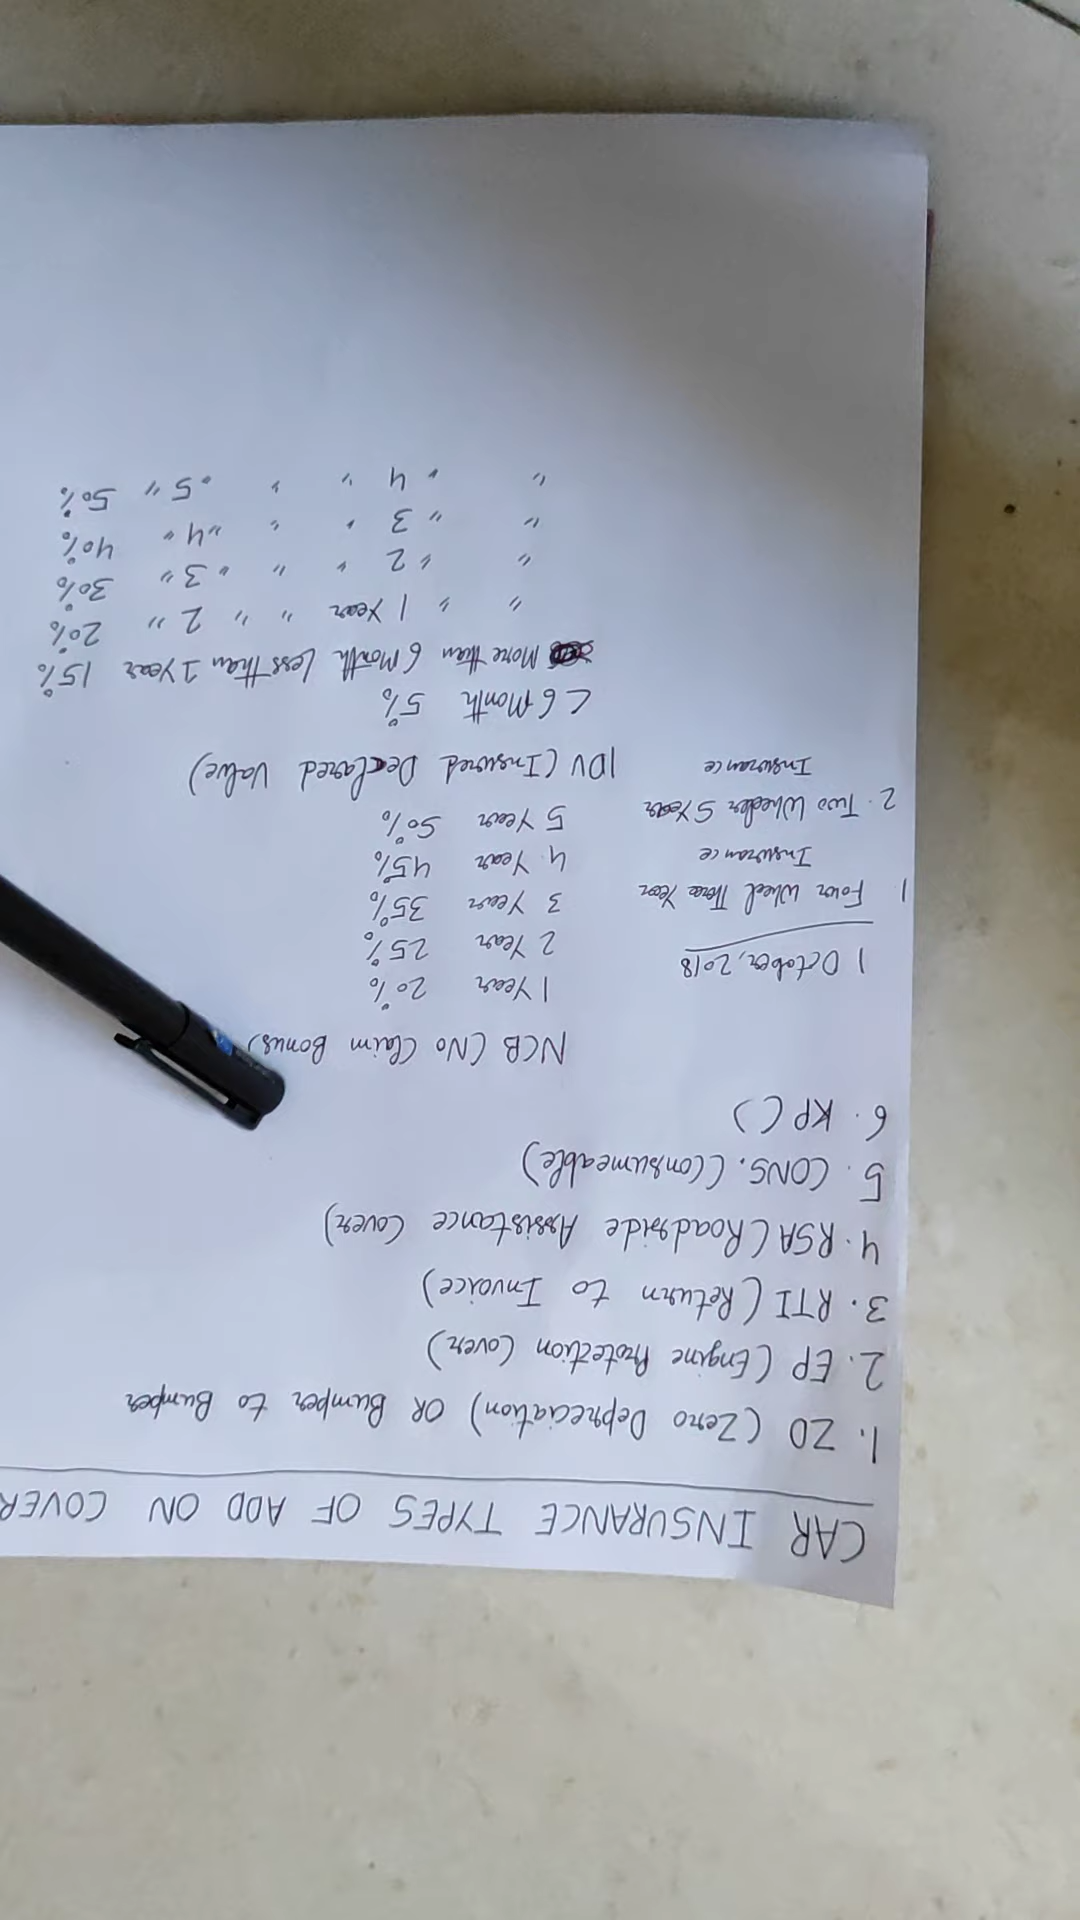 CAR INSURANCE TYPES OF ADD ON COVER
1. ZD (Zero Depreciation) OR Bumper to Bumper
2. EP (Engine Protection Cover)
3. RTI (Return to Invoice)
4. RSA (Roadside Assistance Cover)
5. CONS. (Consumeable)
6. KP ( )
NCB (No Claim Bonus)
1 Year 20%
2 Year 25%
3 Year 35%
4 Year 45%
5 Year 50%
1 October, 2018
1 Four Wheel Three Year
Insurance
2. Two Wheeler 5 Year
Insurance
IDV (Insured Declared Value)
< 6 Month 5%
More than 6 Month Less than 1 Year 15%
" " 1 Year " " 2 " 20%
" " 2 " " " 3 " 30%
" " 3 " " " 4 " 40%
" " 4 " " " 5 " 50%